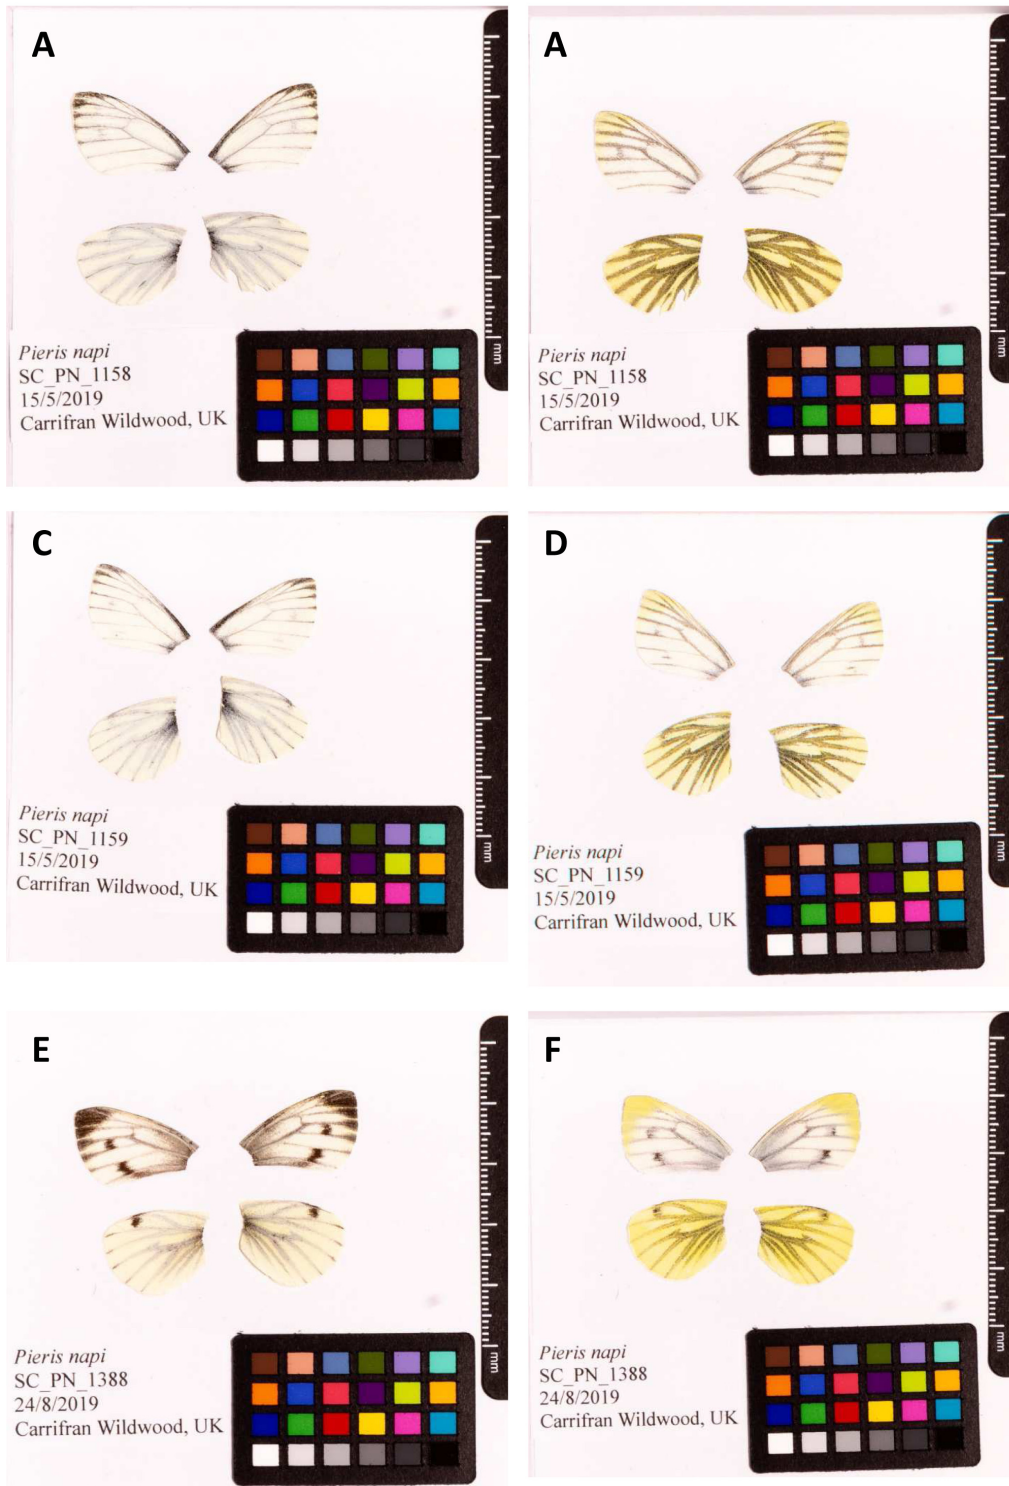 A
mm
Pieris napi
SC_PN_1158
15/5/2019
Carrifran Wildwood, UK
A
mm
Pieris napi
SC_PN_1158
15/5/2019
Carrifran Wildwood, UK
C
mm
Pieris napi
SC_PN_1159
15/5/2019
Carrifran Wildwood, UK
D
mm
Pieris napi
SC_PN_1159
15/5/2019
Carrifran Wildwood, UK
E
mm
Pieris napi
SC_PN_1388
24/8/2019
Carrifran Wildwood, UK
F
mm
Pieris napi
SC_PN_1388
24/8/2019
Carrifran Wildwood, UK